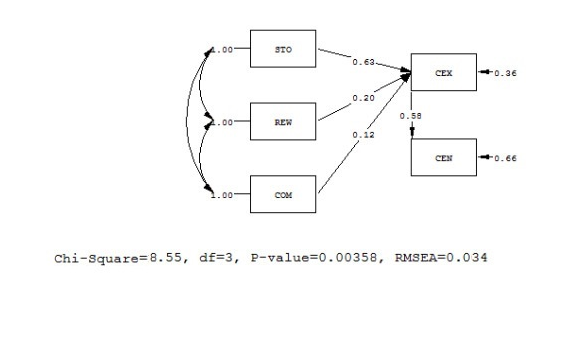 1.00 STO
0.63
CEX 0.36
0.20
1.00 REW
0.58
0.12
CEN 0.66
1.00 COM
Chi-Square=8.55, df=3, P-value=0.00358, RMSEA=0.034